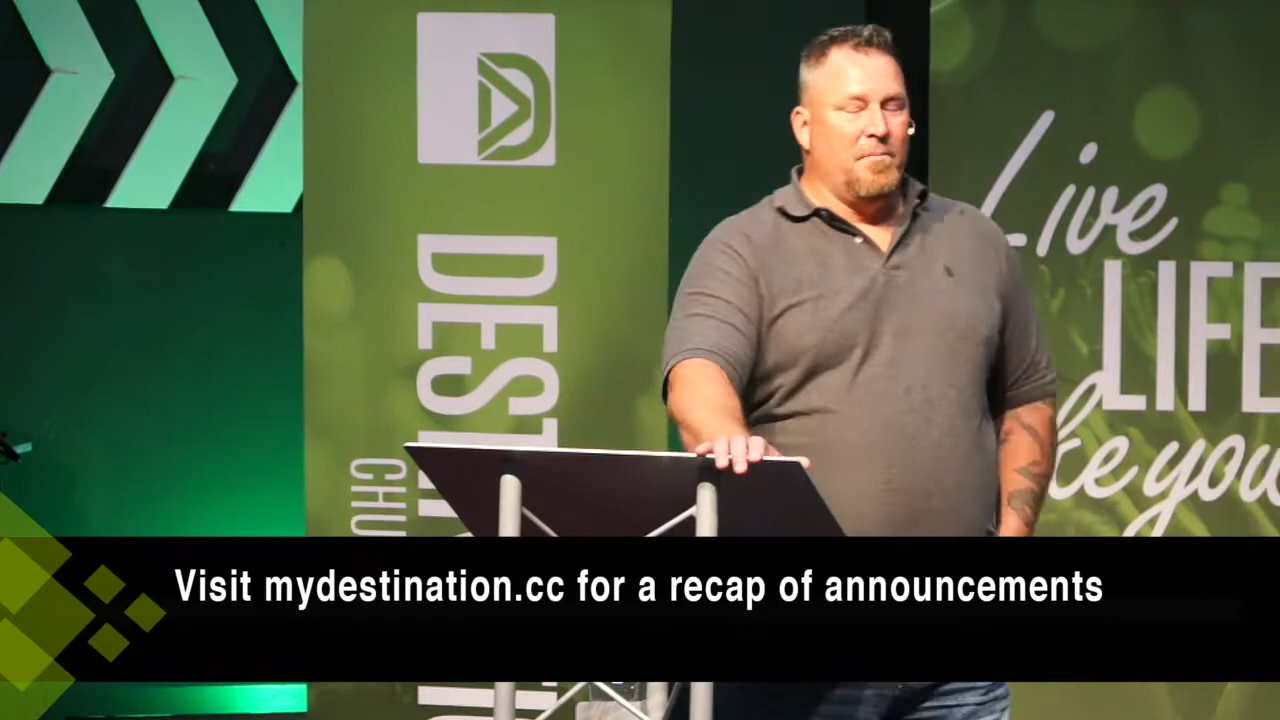 DEST
CHU
Live
LIFE
ke you
Visit mydestination.cc for a recap of announcements